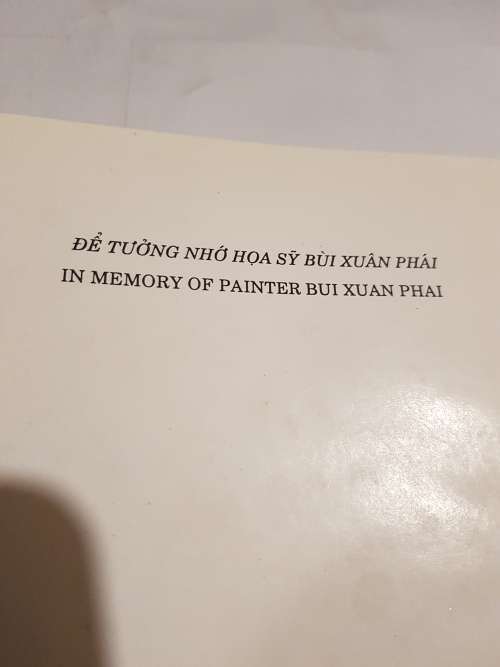 ĐỂ TƯỞNG NHỚ HỌA SỸ BÙI XUÂN PHÁI
IN MEMORY OF PAINTER BUI XUAN PHAI